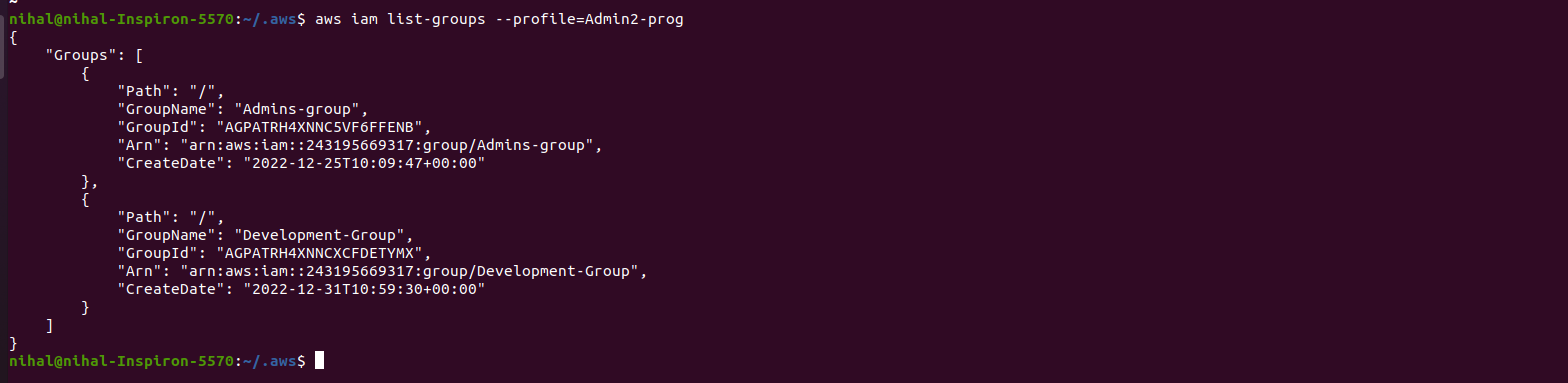 nihal@nihal-Inspiron-5570:~/.aws$ aws iam list-groups --profile=Admin2-prog
{
    "Groups": [
        {
            "Path": "/",
            "GroupName": "Admins-group",
            "GroupId": "AGPATRH4XNNC5VF6FFENB",
            "Arn": "arn:aws:iam::243195669317:group/Admins-group",
            "CreateDate": "2022-12-25T10:09:47+00:00"
        },
        {
            "Path": "/",
            "GroupName": "Development-Group",
            "GroupId": "AGPATRH4XNNCXCFDETYMX",
            "Arn": "arn:aws:iam::243195669317:group/Development-Group",
            "CreateDate": "2022-12-31T10:59:30+00:00"
        }
    ]
}
nihal@nihal-Inspiron-5570:~/.aws$